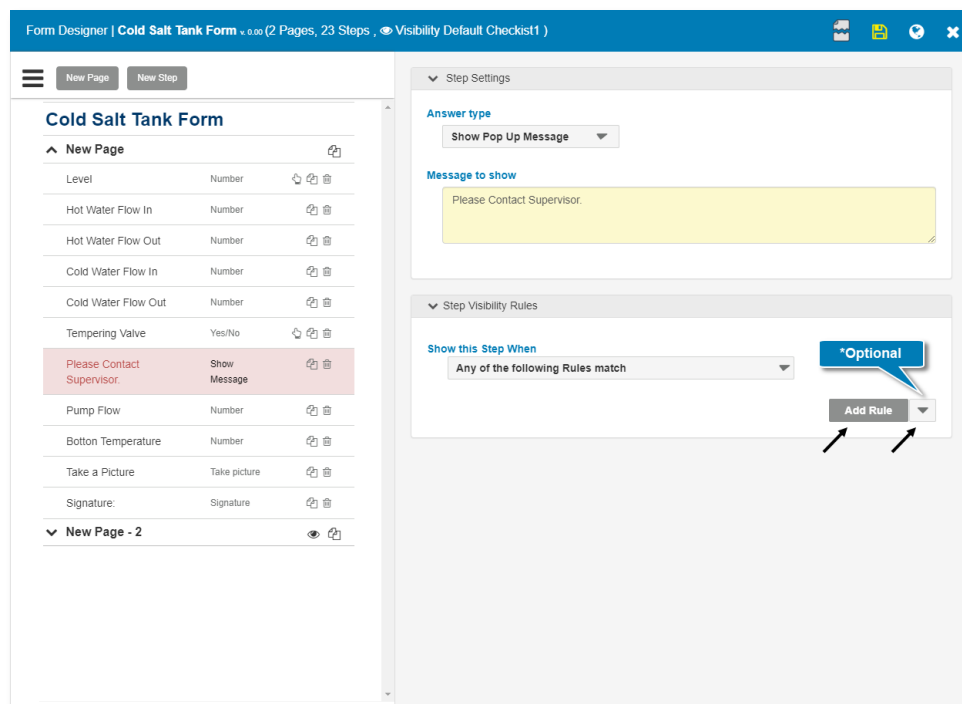 Form Designer | Cold Salt Tank Form v. 0.00 (2 Pages, 23 Steps , Visibility Default Checkist1 )
New Page New Step
Cold Salt Tank Form
New Page
Level Number
Hot Water Flow In Number
Hot Water Flow Out Number
Cold Water Flow In Number
Cold Water Flow Out Number
Tempering Valve Yes/No
Please Contact Show
Supervisor. Message
Pump Flow Number
Botton Temperature Number
Take a Picture Take picture
Signature: Signature
New Page - 2
Step Settings
Answer type
Show Pop Up Message
Message to show
Please Contact Supervisor.
Step Visibility Rules
Show this Step When
Any of the following Rules match
*Optional
Add Rule